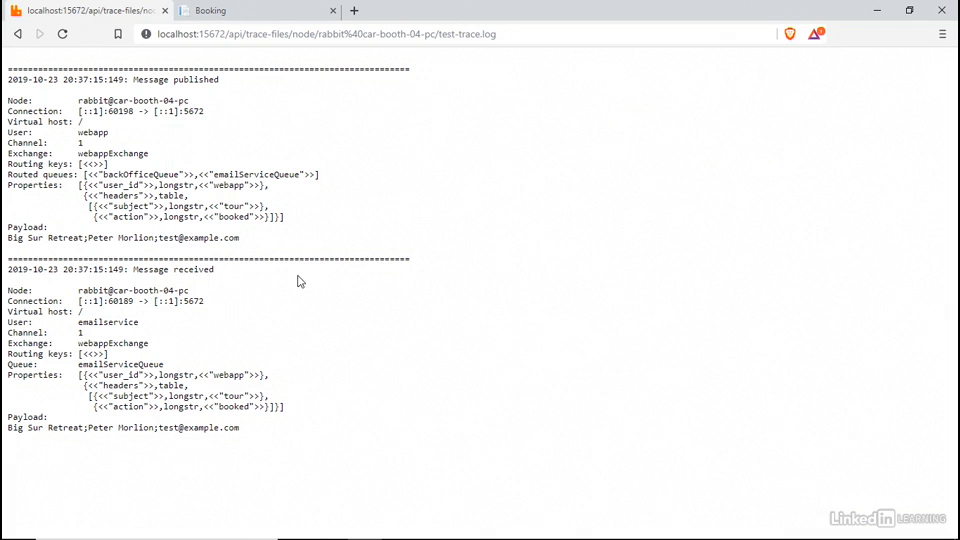 localhost:15672/api/trace-files/nod
Booking
localhost:15672/api/trace-files/node/rabbit%40car-booth-04-pc/test-trace.log
1
================================================================================
2019-10-23 20:37:15:149: Message published
Node: rabbit@car-booth-04-pc
Connection: [::1]:60198 -> [::1]:5672
Virtual host: /
User: webapp
Channel: 1
Exchange: webappExchange
Routing keys: [<<>>]
Routed queues: [<<"backOfficeQueue">>,<<"emailServiceQueue">>]
Properties: [{<<"user_id">>,longstr,<<"webapp">>},
{<<"headers">>,table,
[{<<"subject">>,longstr,<<"tour">>},
{<<"action">>,longstr,<<"booked">>}]}]
Payload:
Big Sur Retreat;Peter Morlion;test@example.com
================================================================================
2019-10-23 20:37:15:149: Message received
Node: rabbit@car-booth-04-pc
Connection: [::1]:60189 -> [::1]:5672
Virtual host: /
User: emailservice
Channel: 1
Exchange: webappExchange
Routing keys: [<<>>]
Queue: emailServiceQueue
Properties: [{<<"user_id">>,longstr,<<"webapp">>},
{<<"headers">>,table,
[{<<"subject">>,longstr,<<"tour">>},
{<<"action">>,longstr,<<"booked">>}]}]
Payload:
Big Sur Retreat;Peter Morlion;test@example.com
LinkedIn LEARNING